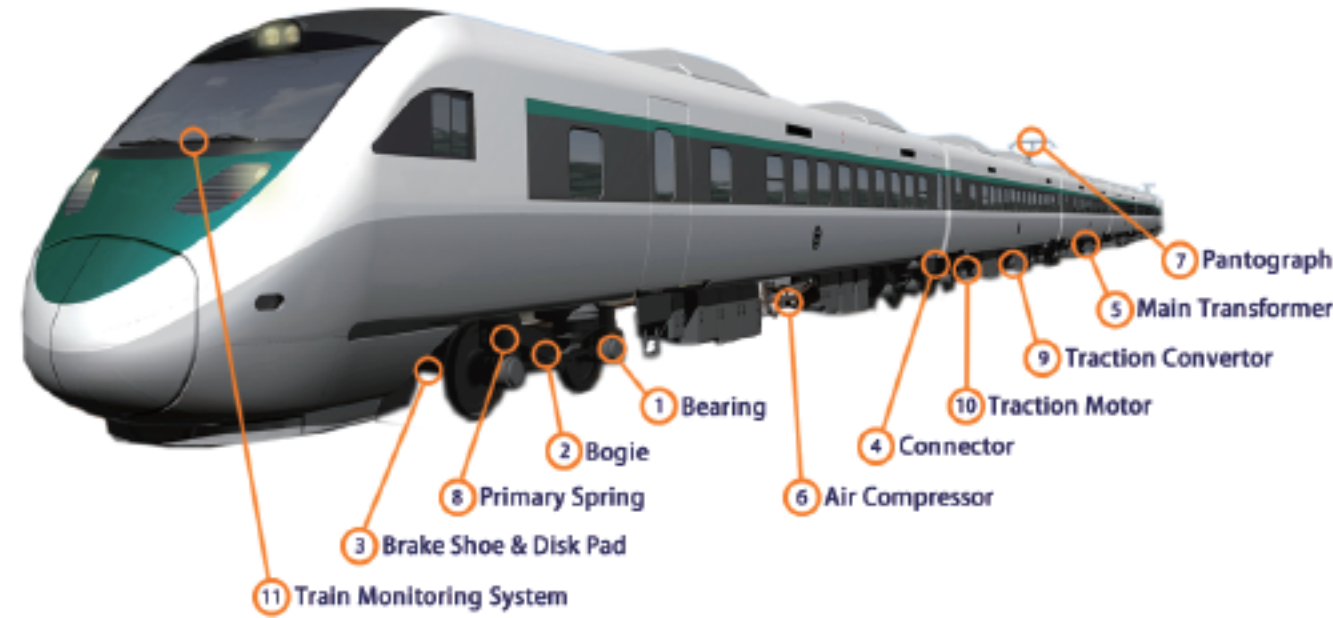 7 Pantograph
5 Main Transformer
9 Traction Convertor
10 Traction Motor
1 Bearing
4 Connector
2 Bogie
8 Primary Spring
6 Air Compressor
3 Brake Shoe & Disk Pad
11 Train Monitoring System